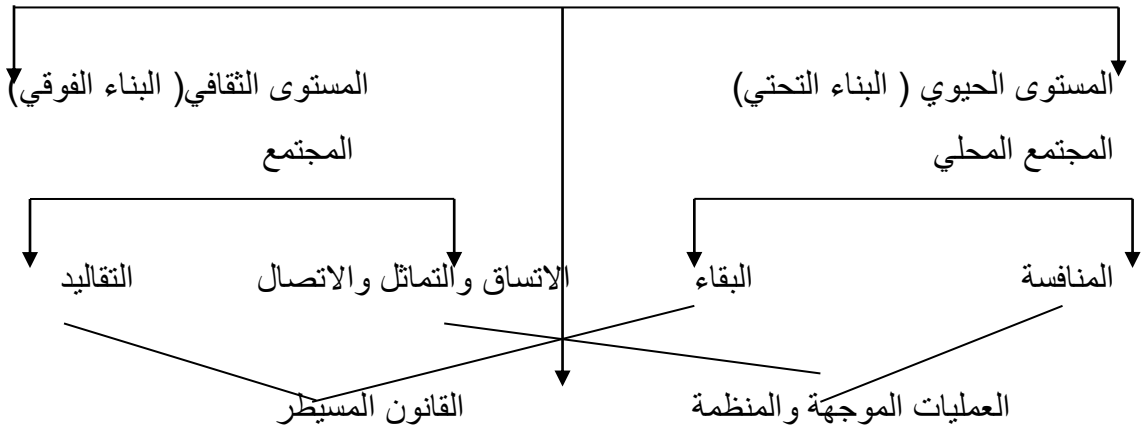 المستوى الحيوي ( البناء التحتي) المستوى الثقافي( البناء الفوقي)
المجتمع المحلي المجتمع
المنافسة البقاء الاتساق والتماثل والاتصال التقاليد
العمليات الموجهة والمنظمة القانون المسيطر